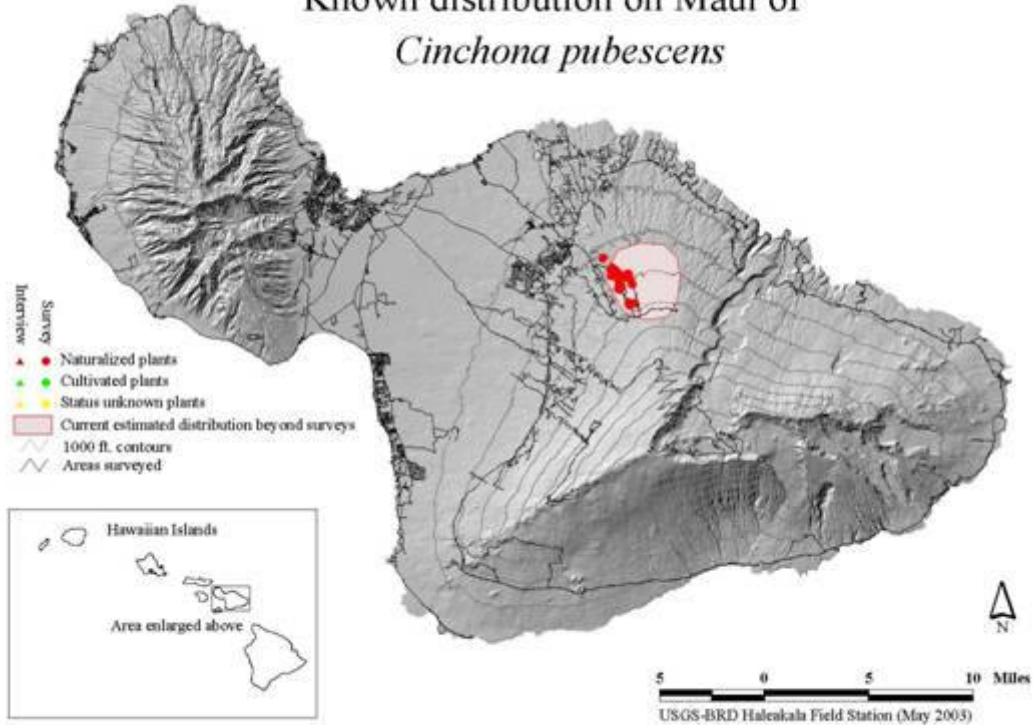 Known distribution on Maui of
Cinchona pubescens
Interview
Survey
Naturalized plants
Cultivated plants
Status unknown plants
Current estimated distribution beyond surveys
1000 ft. contours
Areas surveyed
Hawaiian Islands
Area enlarged above
N
5 0 5 10 Miles
USGS-BRD Haleakala Field Station (May 2003)